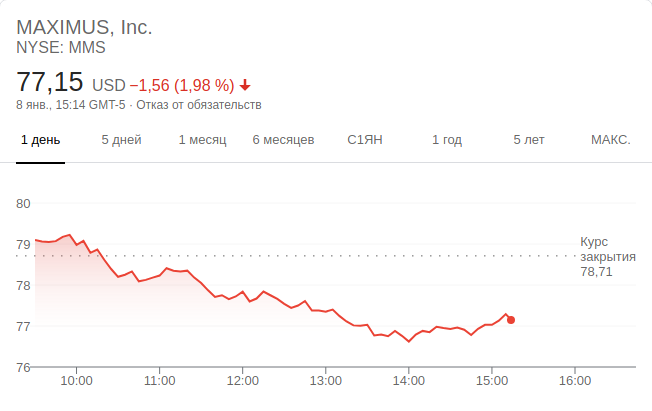 MAXIMUS, Inc.
NYSE: MMS
77,15 USD −1,56 (1,98 %)
8 янв., 15:14 GMT-5 · Отказ от обязательств
1 день 5 дней 1 месяц 6 месяцев С1ЯН 1 год 5 лет МАКС.
80
79
78
77
76
Курс
закрытия
78,71
10:00 11:00 12:00 13:00 14:00 15:00 16:00